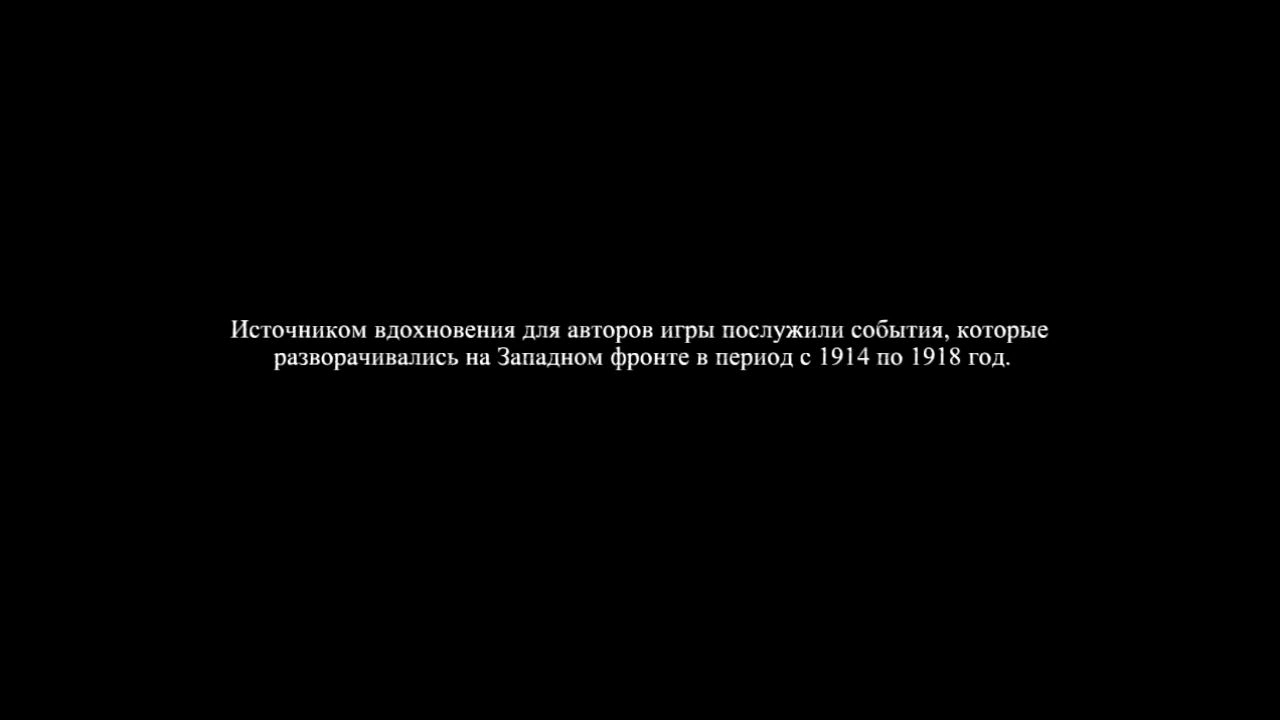 Источником вдохновения для авторов игры послужили события, которые
разворачивались на Западном фронте в период с 1914 по 1918 год.